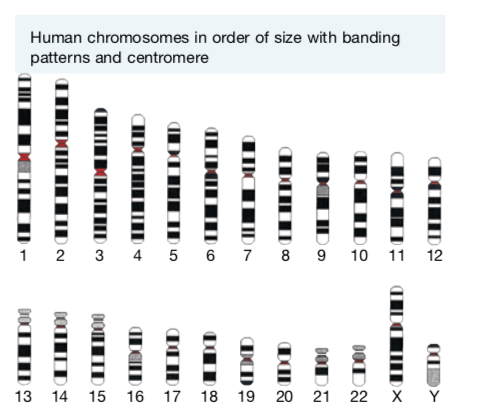 Human chromosomes in order of size with banding
patterns and centromere
1 2 3 4 5 6 7 8 9 10 11 12
13 14 15 16 17 18 19 20 21 22 X Y